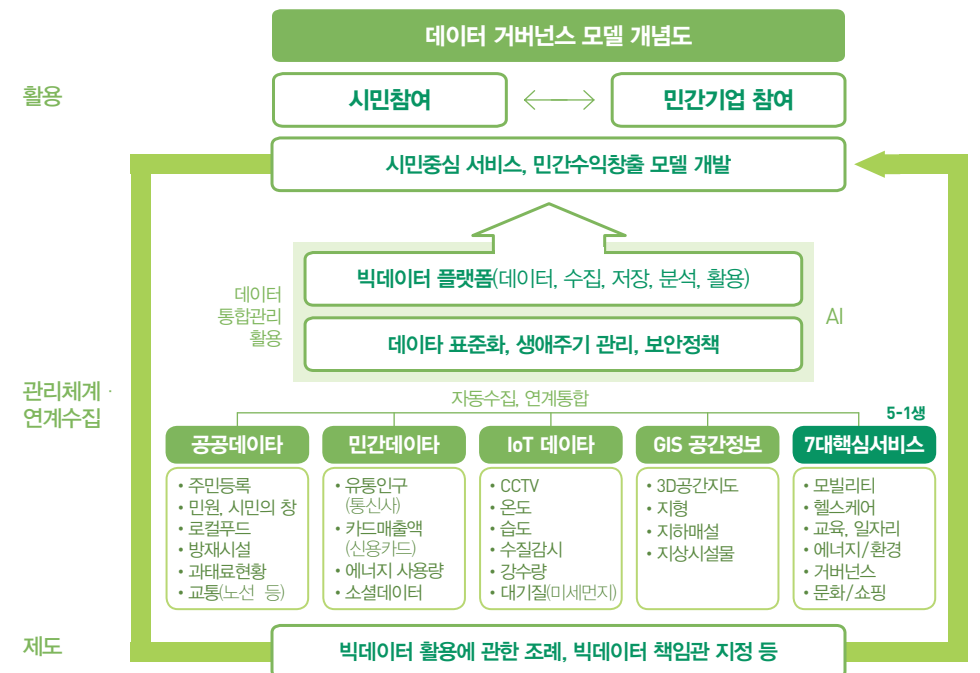 데이터 거버넌스 모델 개념도
활용
시민참여
민간기업 참여
시민중심 서비스, 민간수익창출 모델 개발
데이터
통합관리
활용
빅데이터 플랫폼(데이터, 수집, 저장, 분석, 활용)
데이타 표준화, 생애주기 관리, 보안정책
AI
관리체계 ·
연계수집
자동수집, 연계통합
5-1생
공공데이타
• 주민등록
• 민원, 시민의 창
• 로컬푸드
• 방재시설
• 과태료현황
• 교통(노선 등)
민간데이타
• 유통인구
(통신사)
• 카드매출액
(신용카드)
• 에너지 사용량
• 소셜데이터
IoT 데이타
• CCTV
• 온도
• 습도
• 수질감시
• 강수량
• 대기질(미세먼지)
GIS 공간정보
• 3D공간지도
• 지형
• 지하매설
• 지상시설물
7대핵심서비스
• 모빌리티
• 헬스케어
• 교육, 일자리
• 에너지/환경
• 거버넌스
• 문화/쇼핑
제도
빅데이터 활용에 관한 조례, 빅데이터 책임관 지정 등